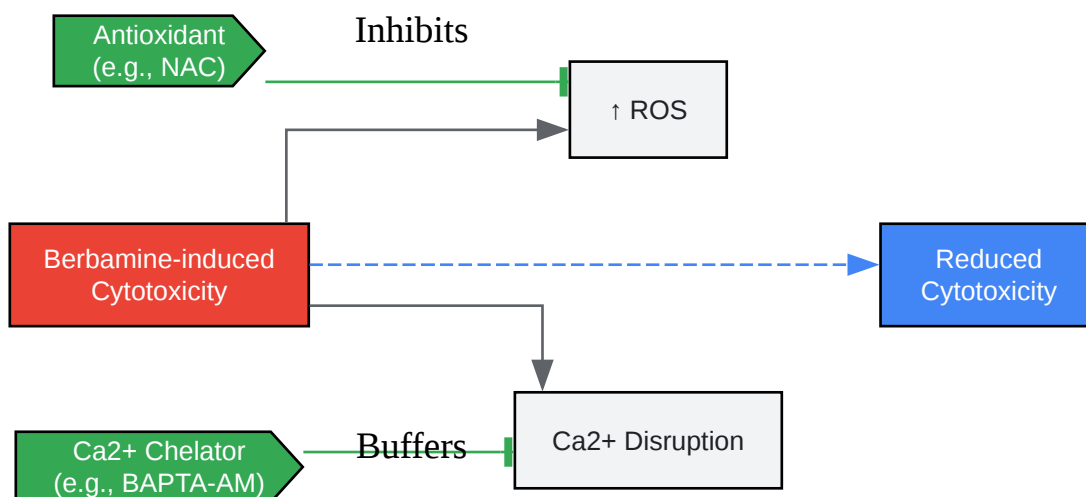 Antioxidant
(e.g., NAC)
Inhibits
↑ ROS
Berbamine-induced
Cytotoxicity
Reduced
Cytotoxicity
Ca2+ Chelator
(e.g., BAPTA-AM)
Buffers
Ca2+ Disruption